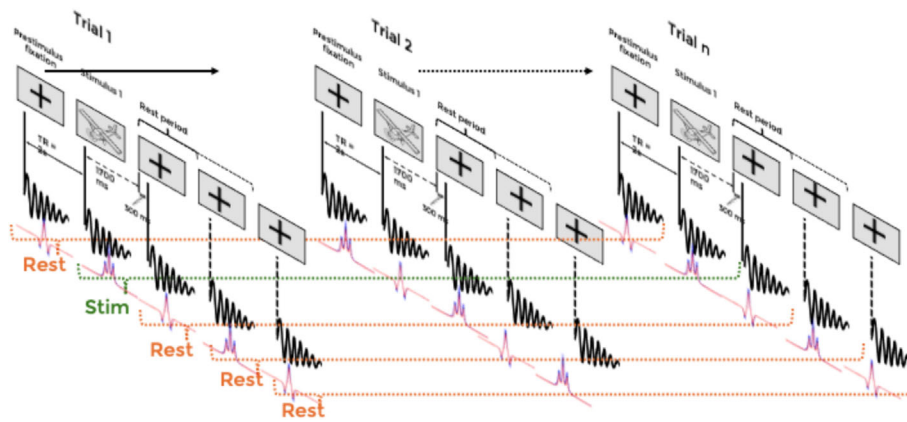 Trial 1
Prestimulus
fixation
Stimulus 1
Rest period
TR =
2s
1700
ms
300 ms
Trial 2
Prestimulus
fixation
Stimulus 1
Rest period
TR =
2s
1700
ms
300 ms
Trial n
Prestimulus
fixation
Stimulus 1
Rest period
TR =
2s
1700
ms
300 ms
Rest
Stim
Rest
Rest
Rest